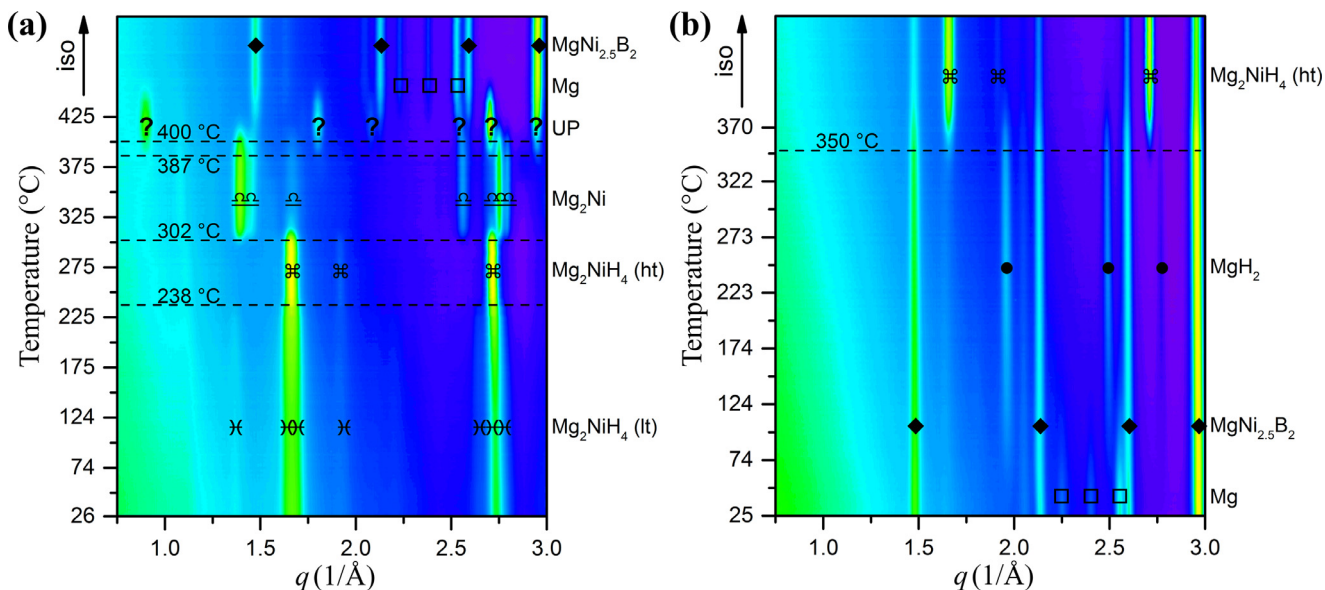 (a)
iso
MgNi2.5B2
Mg
425
? ? ? ? ? ?
UP
400 °C
387 °C
375
Mg2Ni
325
302 °C
275
Mg2NiH4 (ht)
238 °C
225
175
124
Mg2NiH4 (lt)
74
26
Temperature (°C)
1.0 1.5 2.0 2.5 3.0
q (1/Å)
(b)
iso
Mg2NiH4 (ht)
370
350 °C
322
273
MgH2
223
174
124
MgNi2.5B2
74
Mg
25
Temperature (°C)
1.0 1.5 2.0 2.5 3.0
q (1/Å)